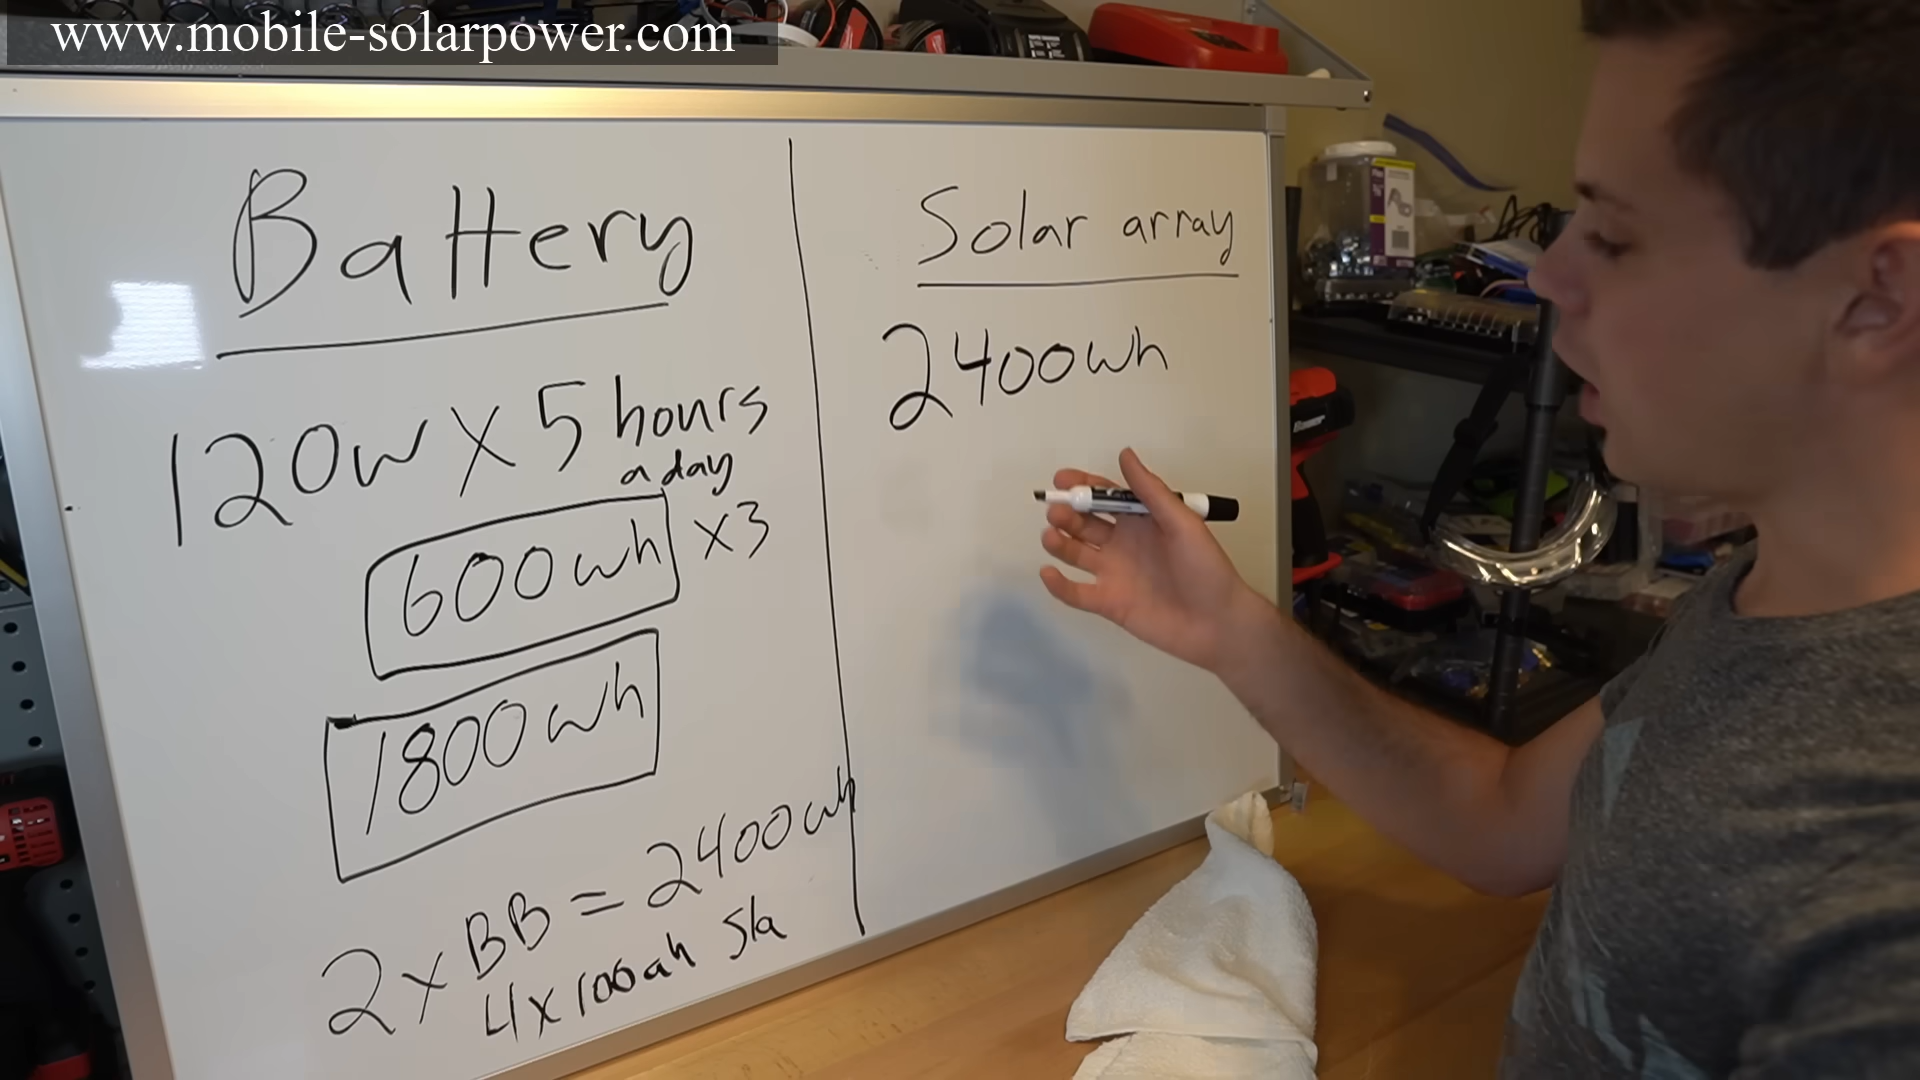 www.mobile-solarpower.com
Battery
120w X 5 hours
a day
600wh x3
1800wh
2 x BB = 2400wh
4 x 100ah sla
Solar array
2400wh